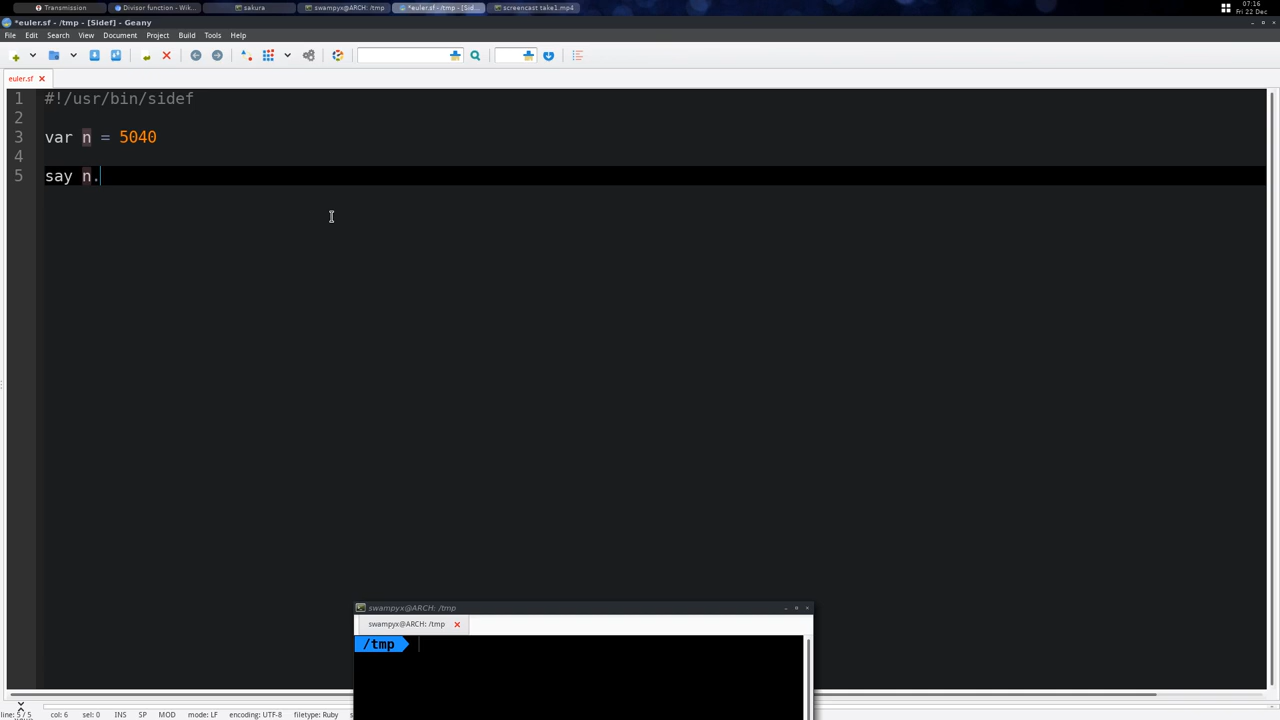 Transmission
Divisor function - Wik...
sakura
swampyx@ARCH: /tmp
*euler.sf - /tmp - [Sid...
screencast take1.mp4
07:16
Fri 22 Dec
*euler.sf - /tmp - [Sidef] - Geany
File Edit Search View Document Project Build Tools Help
euler.sf
1 #!/usr/bin/sidef
2
3 var n = 5040
4
5 say n.
swampyx@ARCH: /tmp
swampyx@ARCH: /tmp
/tmp
line: 5 / 5 col: 6 sel: 0 INS SP MOD mode: LF encoding: UTF-8 filetype: Ruby